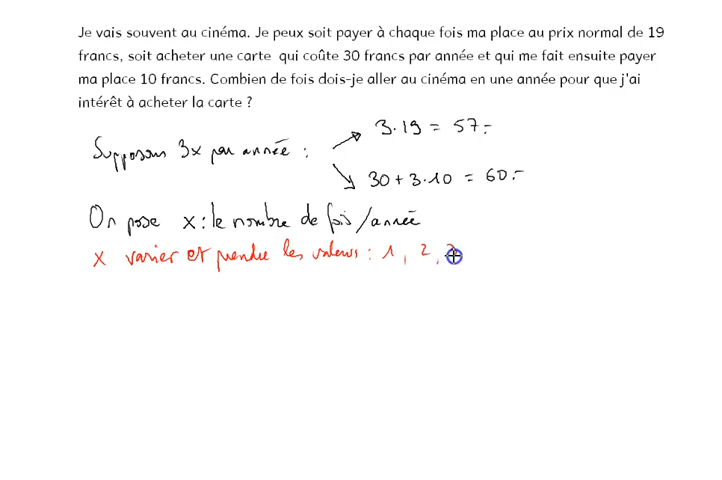 Je vais souvent au cinéma. Je peux soit payer à chaque fois ma place au prix normal de 19
francs, soit acheter une carte qui coûte 30 francs par année et qui me fait ensuite payer
ma place 10 francs. Combien de fois dois-je aller au cinéma en une année pour que j'ai
intérêt à acheter la carte ?
3·19 = 57.-
Supposons 3x par année :
30 + 3·10 = 60.-
On pose x : le nombre de fois /année
x varier et prendre les valeurs : 1, 2,